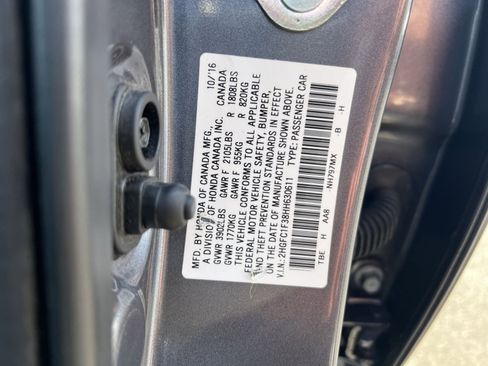 MFD. BY HONDA OF CANADA MFG., 10/'16
A DIVISION OF HONDA CANADA INC. CANADA
GVWR 3902LBS GAWR F 2105LBS R 1808LBS
GVWR 1770KG GAWR F 955KG R 820KG
THIS VEHICLE CONFORMS TO ALL APPLICABLE
FEDERAL MOTOR VEHICLE SAFETY, BUMPER,
AND THEFT PREVENTION STANDARDS IN EFFECT
ON THE DATE OF MANUFACTURE SHOWN ABOVE.
V.I.N.: 2HGFC1F38HH630611 TYPE: PASSENGER CAR
TBE H AA8 NH797MX -B -H